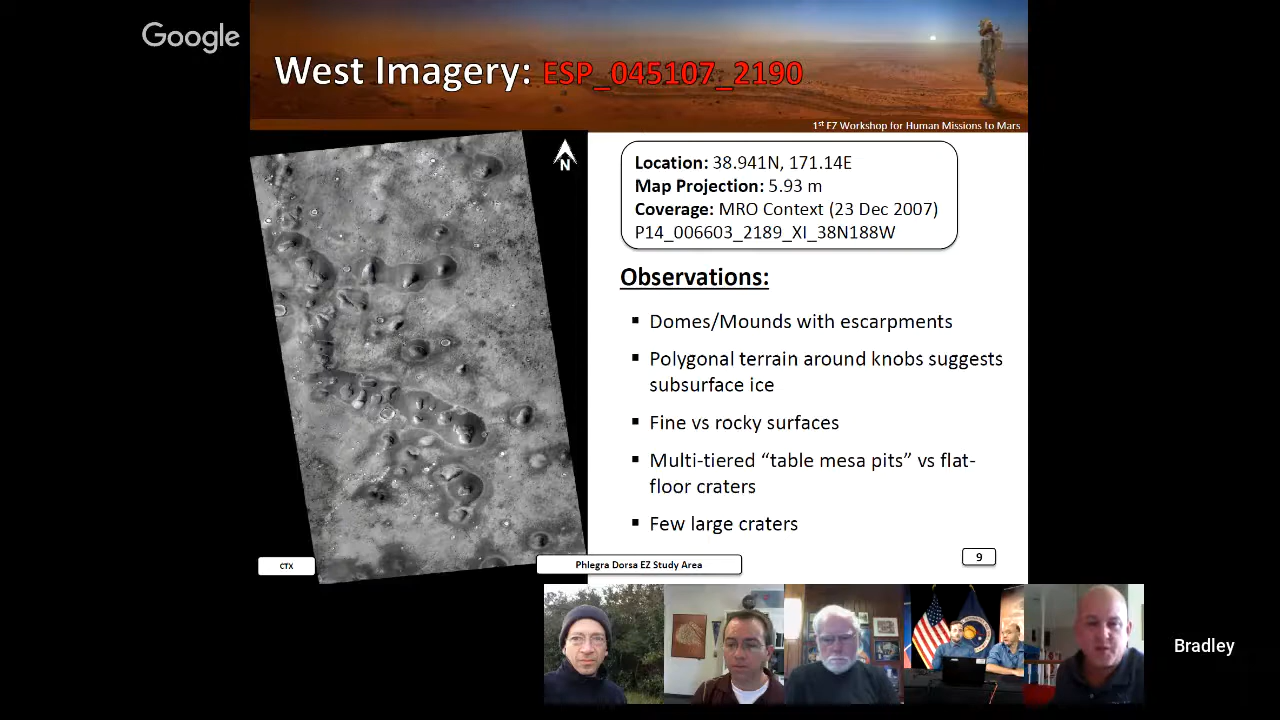 Google
West Imagery: ESP_045107_2190
1st EZ Workshop for Human Missions to Mars
N
Location: 38.941N, 171.14E
Map Projection: 5.93 m
Coverage: MRO Context (23 Dec 2007)
P14_006603_2189_XI_38N188W
Observations:
▪ Domes/Mounds with escarpments
▪ Polygonal terrain around knobs suggests
subsurface ice
▪ Fine vs rocky surfaces
▪ Multi-tiered “table mesa pits” vs flat-
floor craters
▪ Few large craters
CTX
Phlegra Dorsa EZ Study Area
9
Bradley